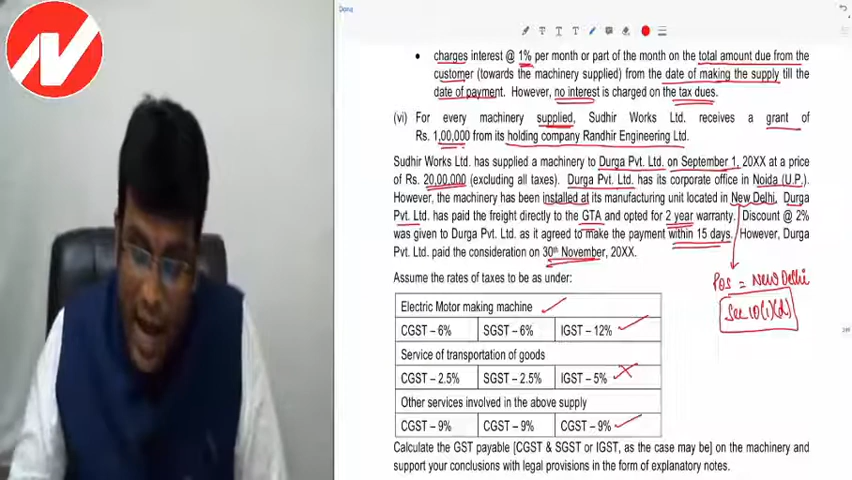 Done
• charges interest @ 1% per month or part of the month on the total amount due from the
customer (towards the machinery supplied) from the date of making the supply till the
date of payment. However, no interest is charged on the tax dues.
(vi) For every machinery supplied, Sudhir Works Ltd. receives a grant of
Rs. 1,00,000 from its holding company Randhir Engineering Ltd.
Sudhir Works Ltd. has supplied a machinery to Durga Pvt. Ltd. on September 1, 20XX at a price
of Rs. 20,00,000 (excluding all taxes). Durga Pvt. Ltd. has its corporate office in Noida (U.P.).
However, the machinery has been installed at its manufacturing unit located in New Delhi. Durga
Pvt. Ltd. has paid the freight directly to the GTA and opted for 2 year warranty. Discount @ 2%
was given to Durga Pvt. Ltd. as it agreed to make the payment within 15 days. However, Durga
Pvt. Ltd. paid the consideration on 30th November, 20XX.
POS = New Delhi
Sec 10(1)(d)
Assume the rates of taxes to be as under:
Electric Motor making machine
CGST – 6% SGST – 6% IGST – 12%
Service of transportation of goods
CGST – 2.5% SGST – 2.5% IGST – 5%
Other services involved in the above supply
CGST – 9% CGST – 9% CGST – 9%
Calculate the GST payable [CGST & SGST or IGST, as the case may be] on the machinery and
support your conclusions with legal provisions in the form of explanatory notes.